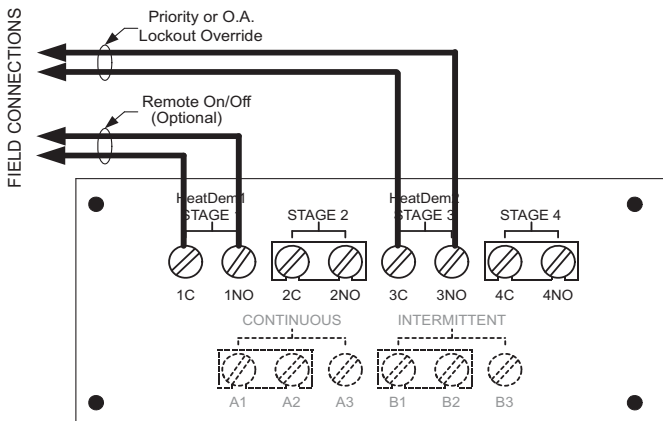 Priority or O.A.
Lockout Override
FIELD CONNECTIONS
Remote On/Off
(Optional)
HeatDem1
STAGE 1
STAGE 2
HeatDem2
STAGE 3
STAGE 4
1C 1NO 2C 2NO 3C 3NO 4C 4NO
CONTINUOUS INTERMITTENT
A1 A2 A3 B1 B2 B3